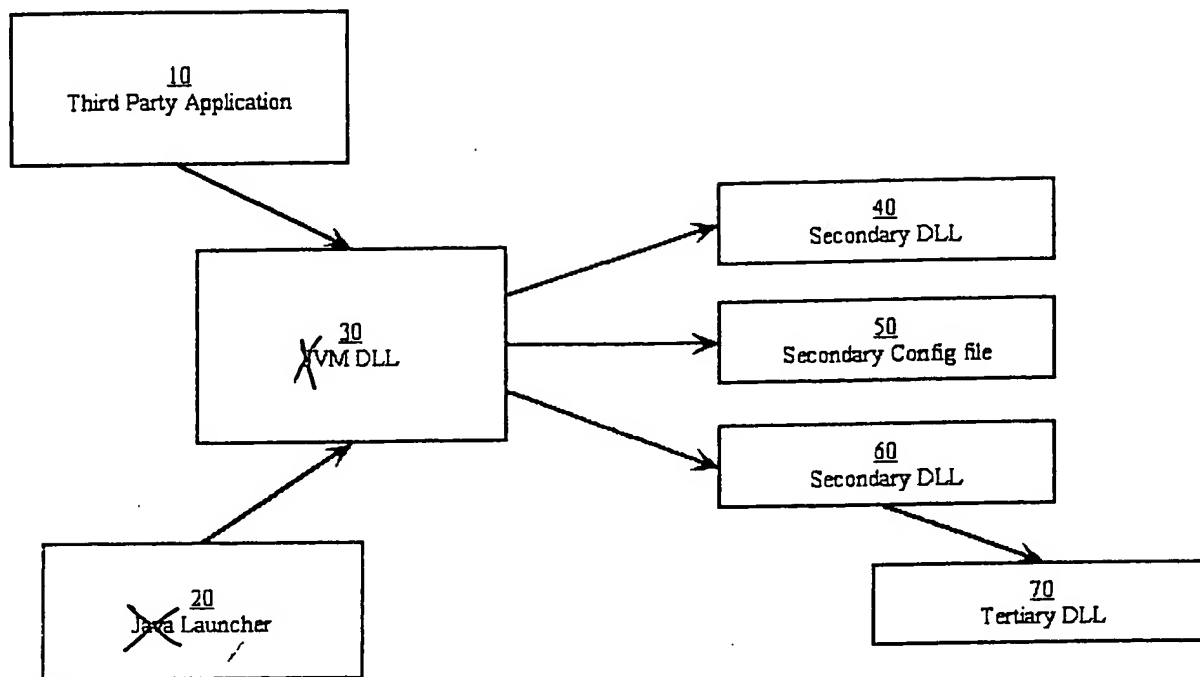 10
Third Party Application
40
Secondary DLL
30
JVM DLL
50
Secondary Config file
60
Secondary DLL
20
Java Launcher
70
Tertiary DLL